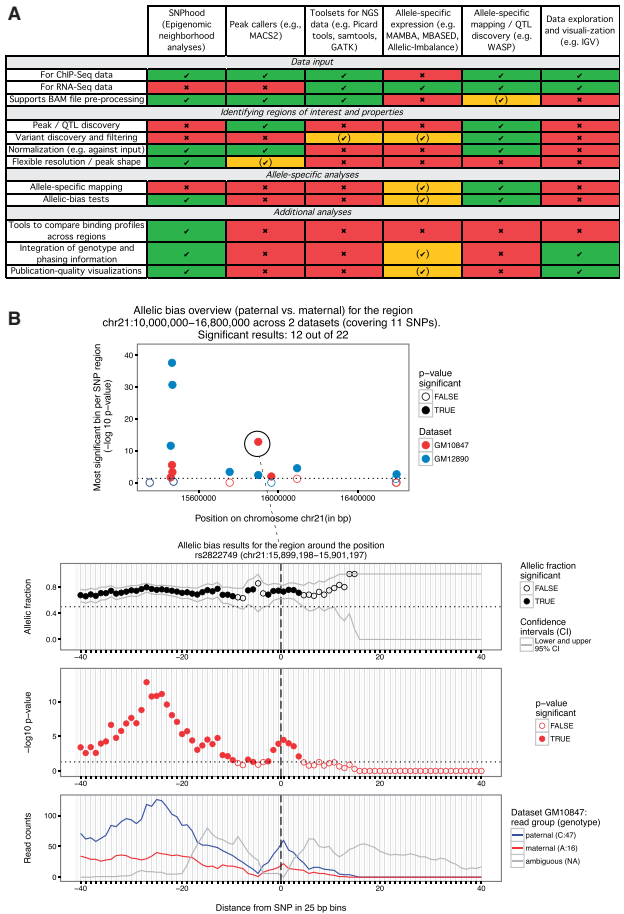 A
SNPhood
(Epigenomic
neighborhood
analyses)
Peak callers (e.g.,
MACS2)
Toolsets for NGS
data (e.g. Picard
tools, samtools,
GATK)
Allele-specific
expression (e.g.
MAMBA, MBASED,
Allelic-Imbalance)
Allele-specific
mapping / QTL
discovery (e.g.
WASP)
Data exploration
and visuali-zation
(e.g. IGV)
Data input
For ChIP-Seq data ✔ ✔ ✔ ✖ ✔ ✔
For RNA-Seq data ✖ ✖ ✔ ✔ ✔ ✔
Supports BAM file pre-processing ✔ ✔ ✔ ✖ (✔) ✖
Identifying regions of interest and properties
Peak / QTL discovery ✖ ✔ ✖ ✖ ✔ ✖
Variant discovery and filtering ✖ ✖ (✔) (✔) ✔ ✖
Normalization (e.g. against input) ✔ ✔ ✖ ✖ ✔ ✖
Flexible resolution / peak shape ✔ (✔) ✖ ✖ ✖ ✖
Allele-specific analyses
Allele-specific mapping ✖ ✖ ✖ (✔) ✔ ✖
Allelic-bias tests ✔ ✖ ✖ (✔) ✔ ✖
Additional analyses
Tools to compare binding profiles
across regions ✔ ✖ ✖ ✖ ✖ ✖
Integration of genotype and
phasing information ✔ ✖ ✖ (✔) ✖ ✔
Publication-quality visualizations ✔ ✖ ✖ (✔) ✖ ✔
B
Allelic bias overview (paternal vs. maternal) for the region
chr21:10,000,000−16,800,000 across 2 datasets (covering 11 SNPs).
Significant results: 12 out of 22
Most significant bin per SNP region
(−log 10 p-value)
40
30
20
10
0
15600000 16000000 16400000
Position on chromosome chr21(in bp)
p-value
significant
FALSE
TRUE
Dataset
GM10847
GM12890
Allelic bias results for the region around the position
rs2822749 (chr21:15,899,198−15,901,197)
Allelic fraction
0.8
0.4
0.0
−40 −20 0 20 40
Allelic fraction
significant
FALSE
TRUE
Confidence
intervals (CI)
Lower and upper
95% CI
−log10 p-value
10
5
0
−40 −20 0 20 40
p-value
significant
FALSE
TRUE
Read counts
100
50
0
−40 −20 0 20 40
Distance from SNP in 25 bp bins
Dataset GM10847:
read group (genotype)
paternal (C:47)
maternal (A:16)
ambiguous (NA)